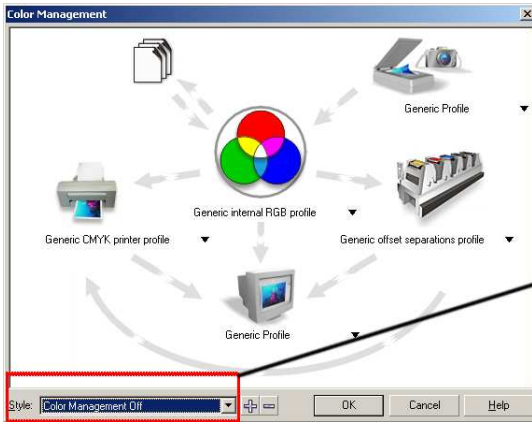 Color Management
Generic Profile
Generic internal RGB profile
Generic CMYK printer profile
Generic offset separations profile
Generic Profile
Style: Color Management Off
OK
Cancel
Help